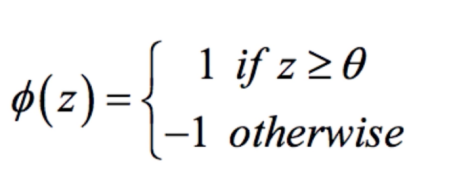 1 if z ≥ θ
ϕ(z) = {
−1 otherwise